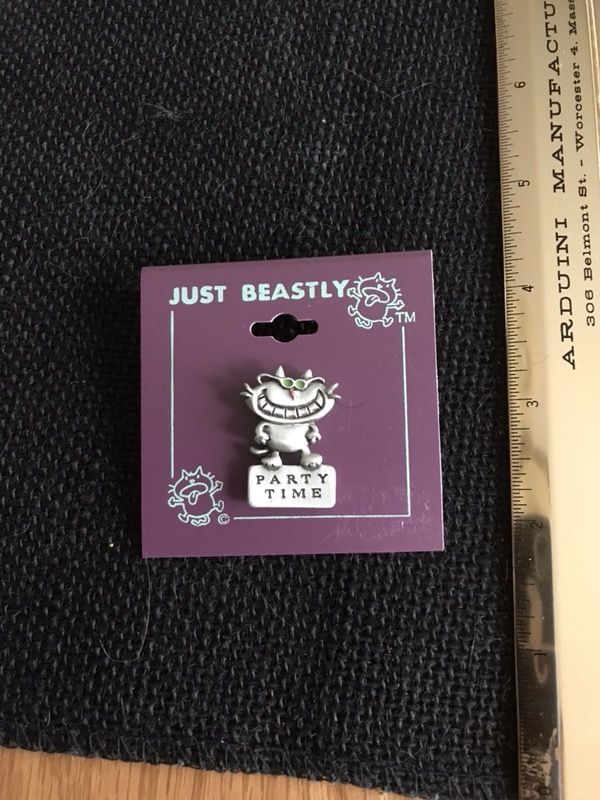 JUST BEASTLY
TM
PARTY
TIME
©
ARDUINI MANUFACTU
306 Belmont St. - Worcester 4, Mass
6
5
4
3
2